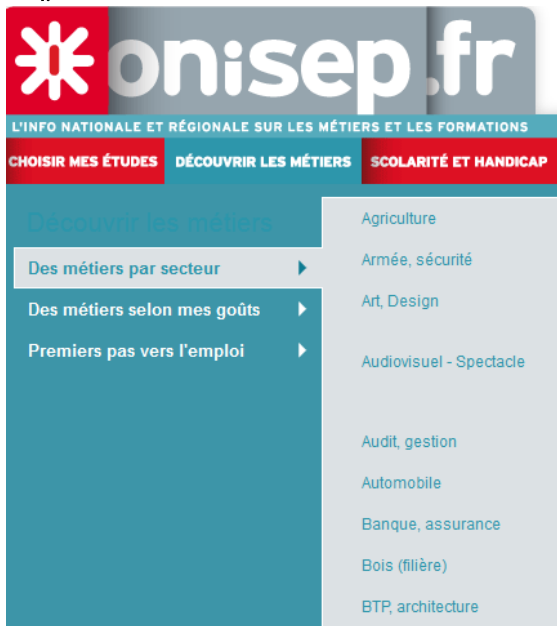 onisep.fr
L'INFO NATIONALE ET RÉGIONALE SUR LES MÉTIERS ET LES FORMATIONS
CHOISIR MES ÉTUDES DÉCOUVRIR LES MÉTIERS SCOLARITÉ ET HANDICAP
Découvrir les métiers
Des métiers par secteur
Des métiers selon mes goûts
Premiers pas vers l'emploi
Agriculture
Armée, sécurité
Art, Design
Audiovisuel - Spectacle
Audit, gestion
Automobile
Banque, assurance
Bois (filière)
BTP, architecture